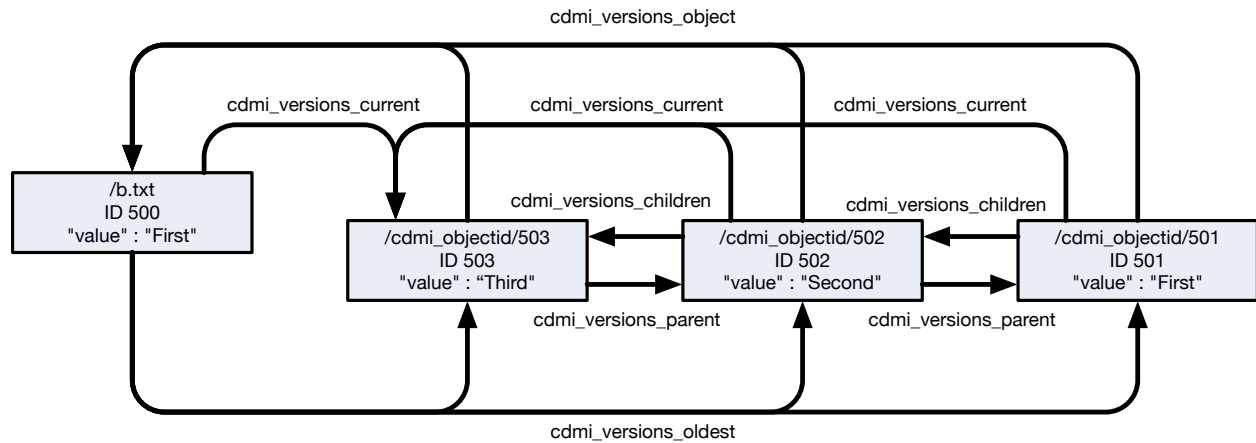 cdmi_versions_object
cdmi_versions_current
cdmi_versions_current
cdmi_versions_current
/b.txt
ID 500
"value" : "First"
cdmi_versions_children
cdmi_versions_children
/cdmi_objectid/503
ID 503
"value" : “Third"
/cdmi_objectid/502
ID 502
"value" : "Second"
/cdmi_objectid/501
ID 501
"value" : "First"
cdmi_versions_parent
cdmi_versions_parent
cdmi_versions_oldest